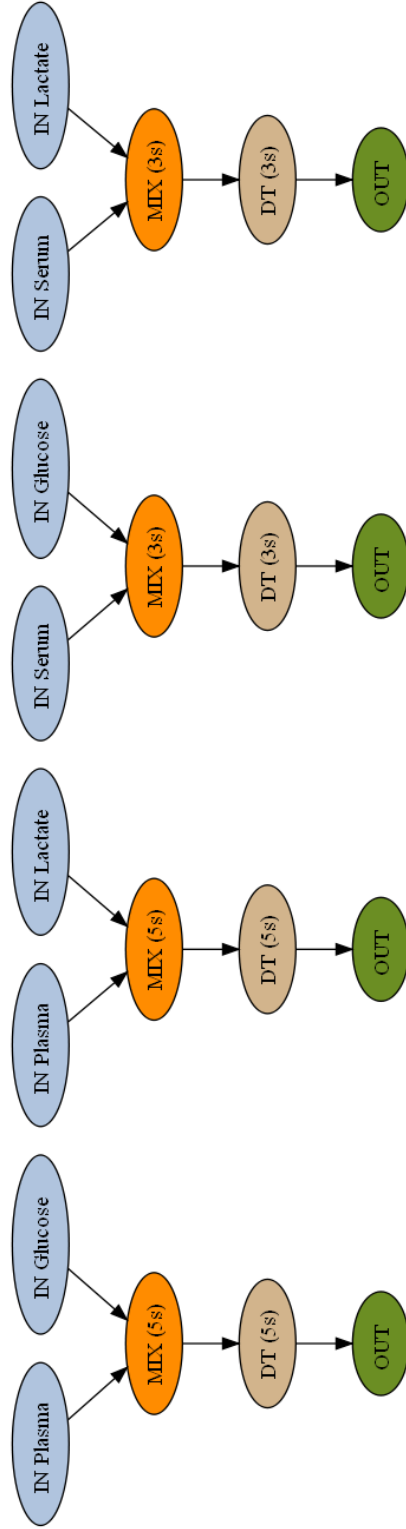 IN Plasma
IN Glucose
IN Plasma
IN Lactate
IN Serum
IN Glucose
IN Serum
IN Lactate
MIX (5s)
MIX (5s)
MIX (3s)
MIX (3s)
DT (5s)
DT (5s)
DT (3s)
DT (3s)
OUT
OUT
OUT
OUT